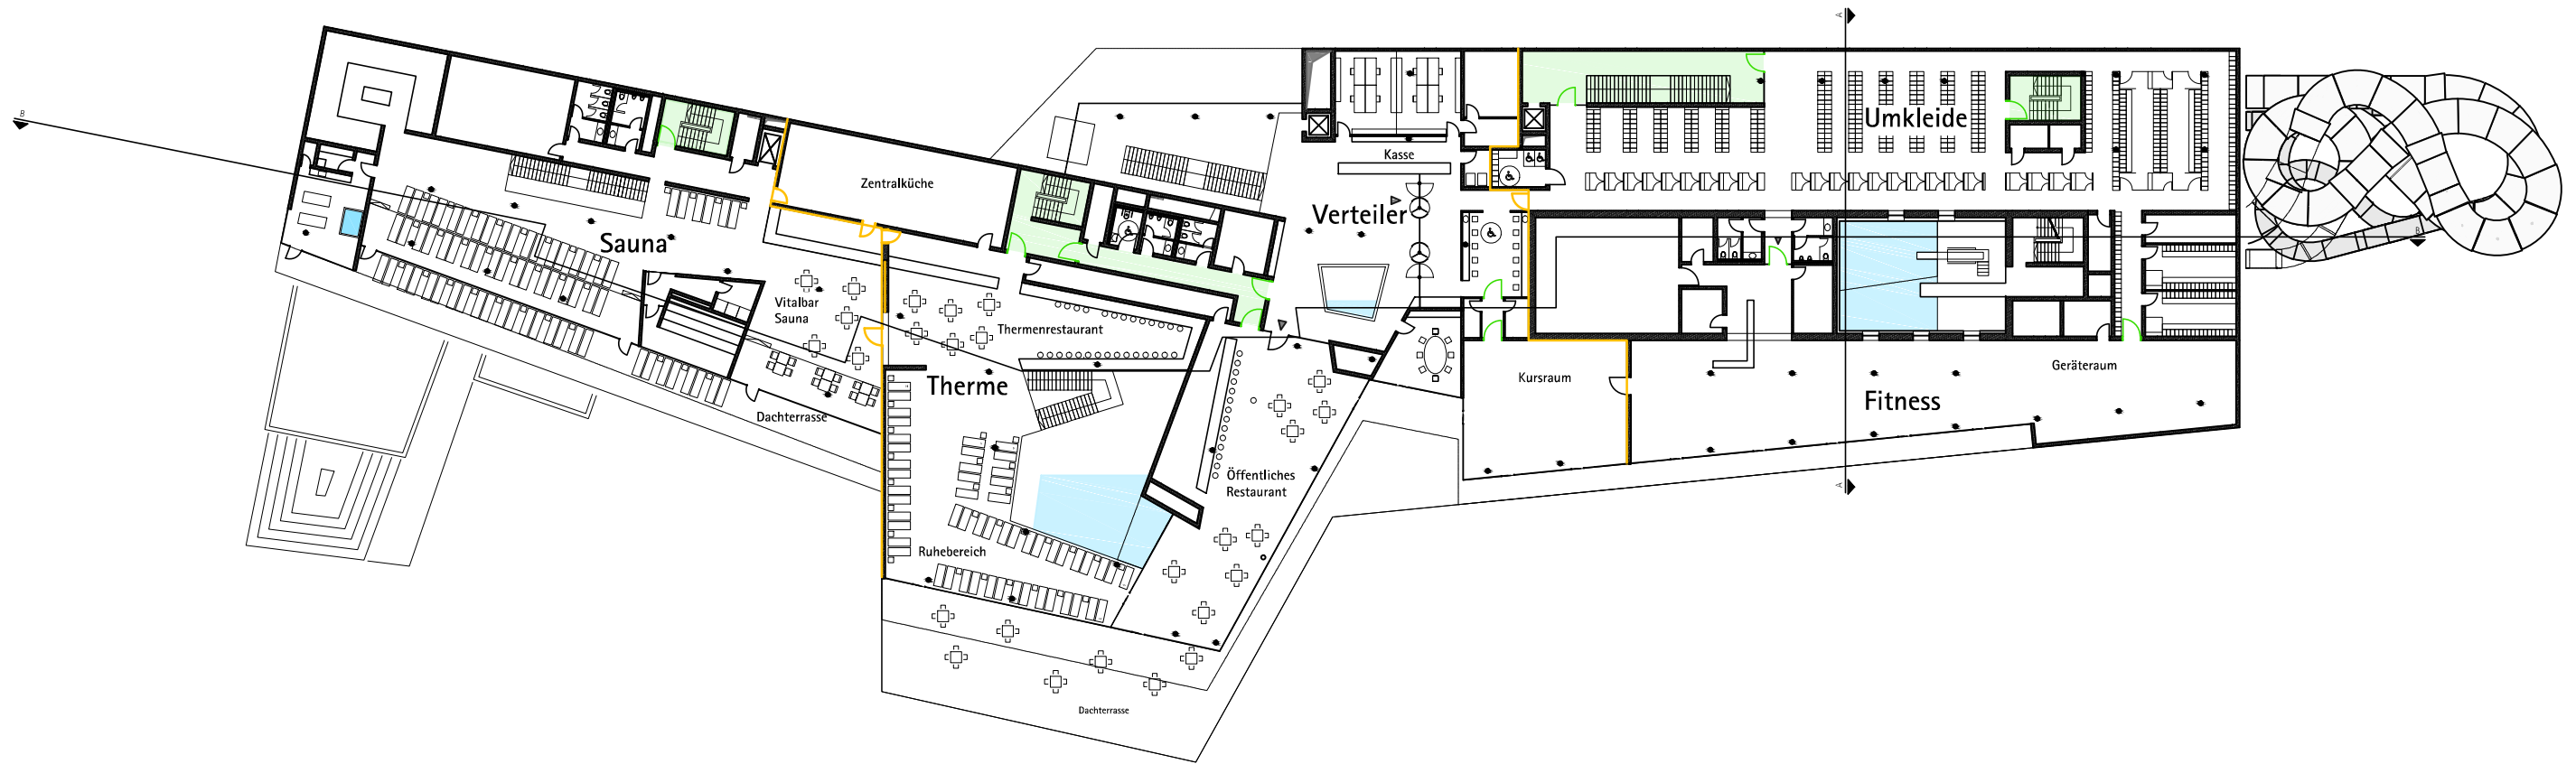 A
B
Umkleide
Kasse
Zentralküche
Verteiler
Sauna
B
Vitalbar
Sauna
Thermenrestaurant
Geräteraum
Kursraum
Therme
Fitness
Dachterrasse
Öffentliches
Restaurant
A
Ruhebereich
Dachterrasse